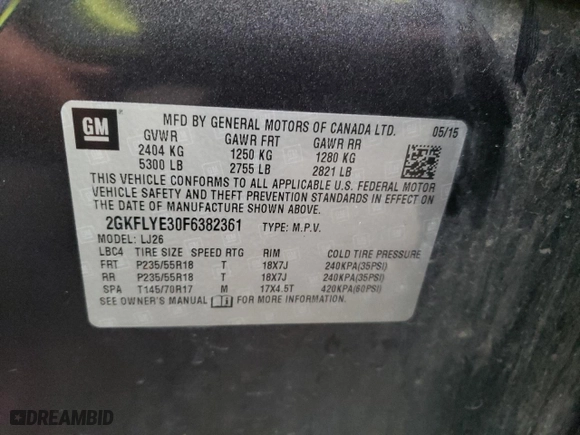 GM
MFD BY GENERAL MOTORS OF CANADA LTD. 05/15
GVWR GAWR FRT GAWR RR
2404 KG 1250 KG 1280 KG
5300 LB 2755 LB 2821 LB
THIS VEHICLE CONFORMS TO ALL APPLICABLE U.S. FEDERAL MOTOR
VEHICLE SAFETY AND THEFT PREVENTION STANDARDS IN EFFECT ON
THE DATE OF MANUFACTURE SHOWN ABOVE.
2GKFLYE30F6382361 TYPE: M.P.V.
MODEL: LJ26
LBC4 TIRE SIZE SPEED RTG RIM COLD TIRE PRESSURE
FRT P235/55R18 T 18X7J 240KPA(35PSI)
RR P235/55R18 T 18X7J 240KPA(35PSI)
SPA T145/70R17 M 17X4.5T 420KPA(60PSI)
SEE OWNER'S MANUAL FOR MORE INFORMATION.
DREAMBID